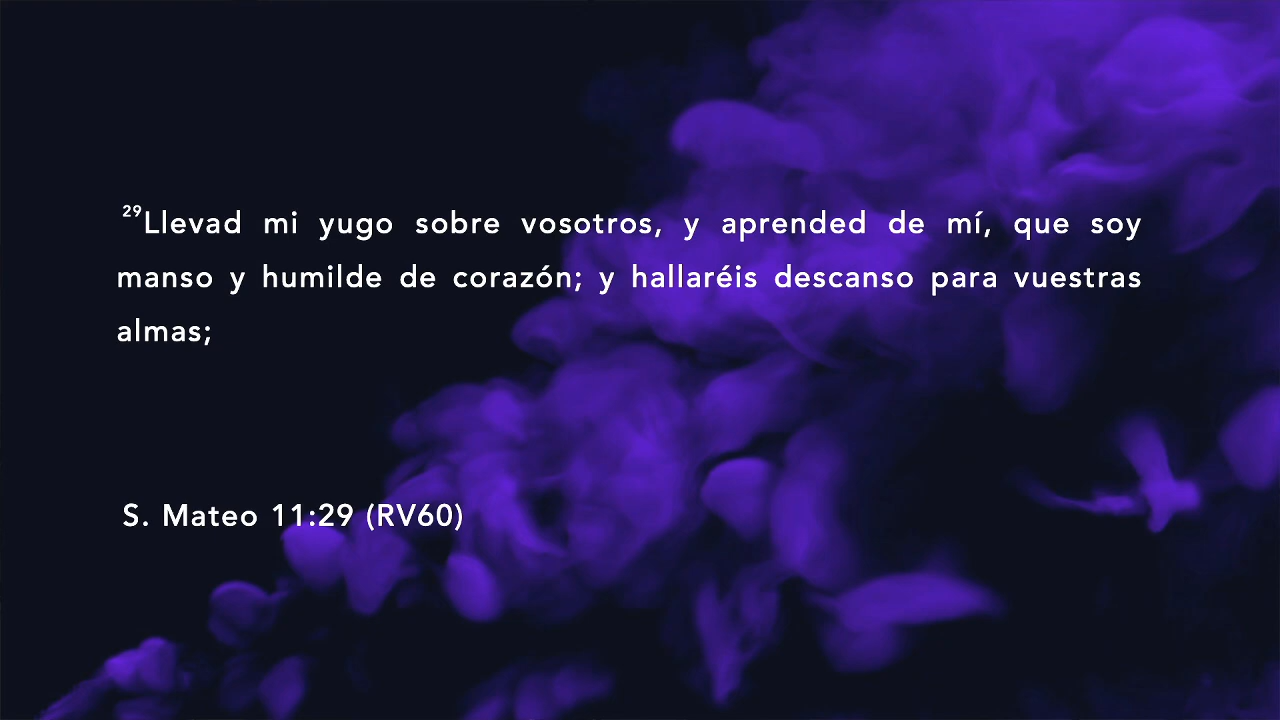 29Llevad mi yugo sobre vosotros, y aprended de mí, que soy
manso y humilde de corazón; y hallaréis descanso para vuestras
almas;
S. Mateo 11:29 (RV60)